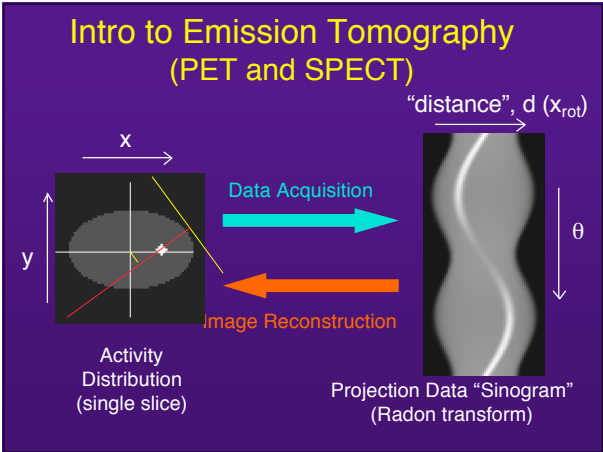 Intro to Emission Tomography
(PET and SPECT)
“distance”, d (xrot)
x
y
Data Acquisition
θ
Image Reconstruction
Activity
Distribution
(single slice)
Projection Data “Sinogram”
(Radon transform)